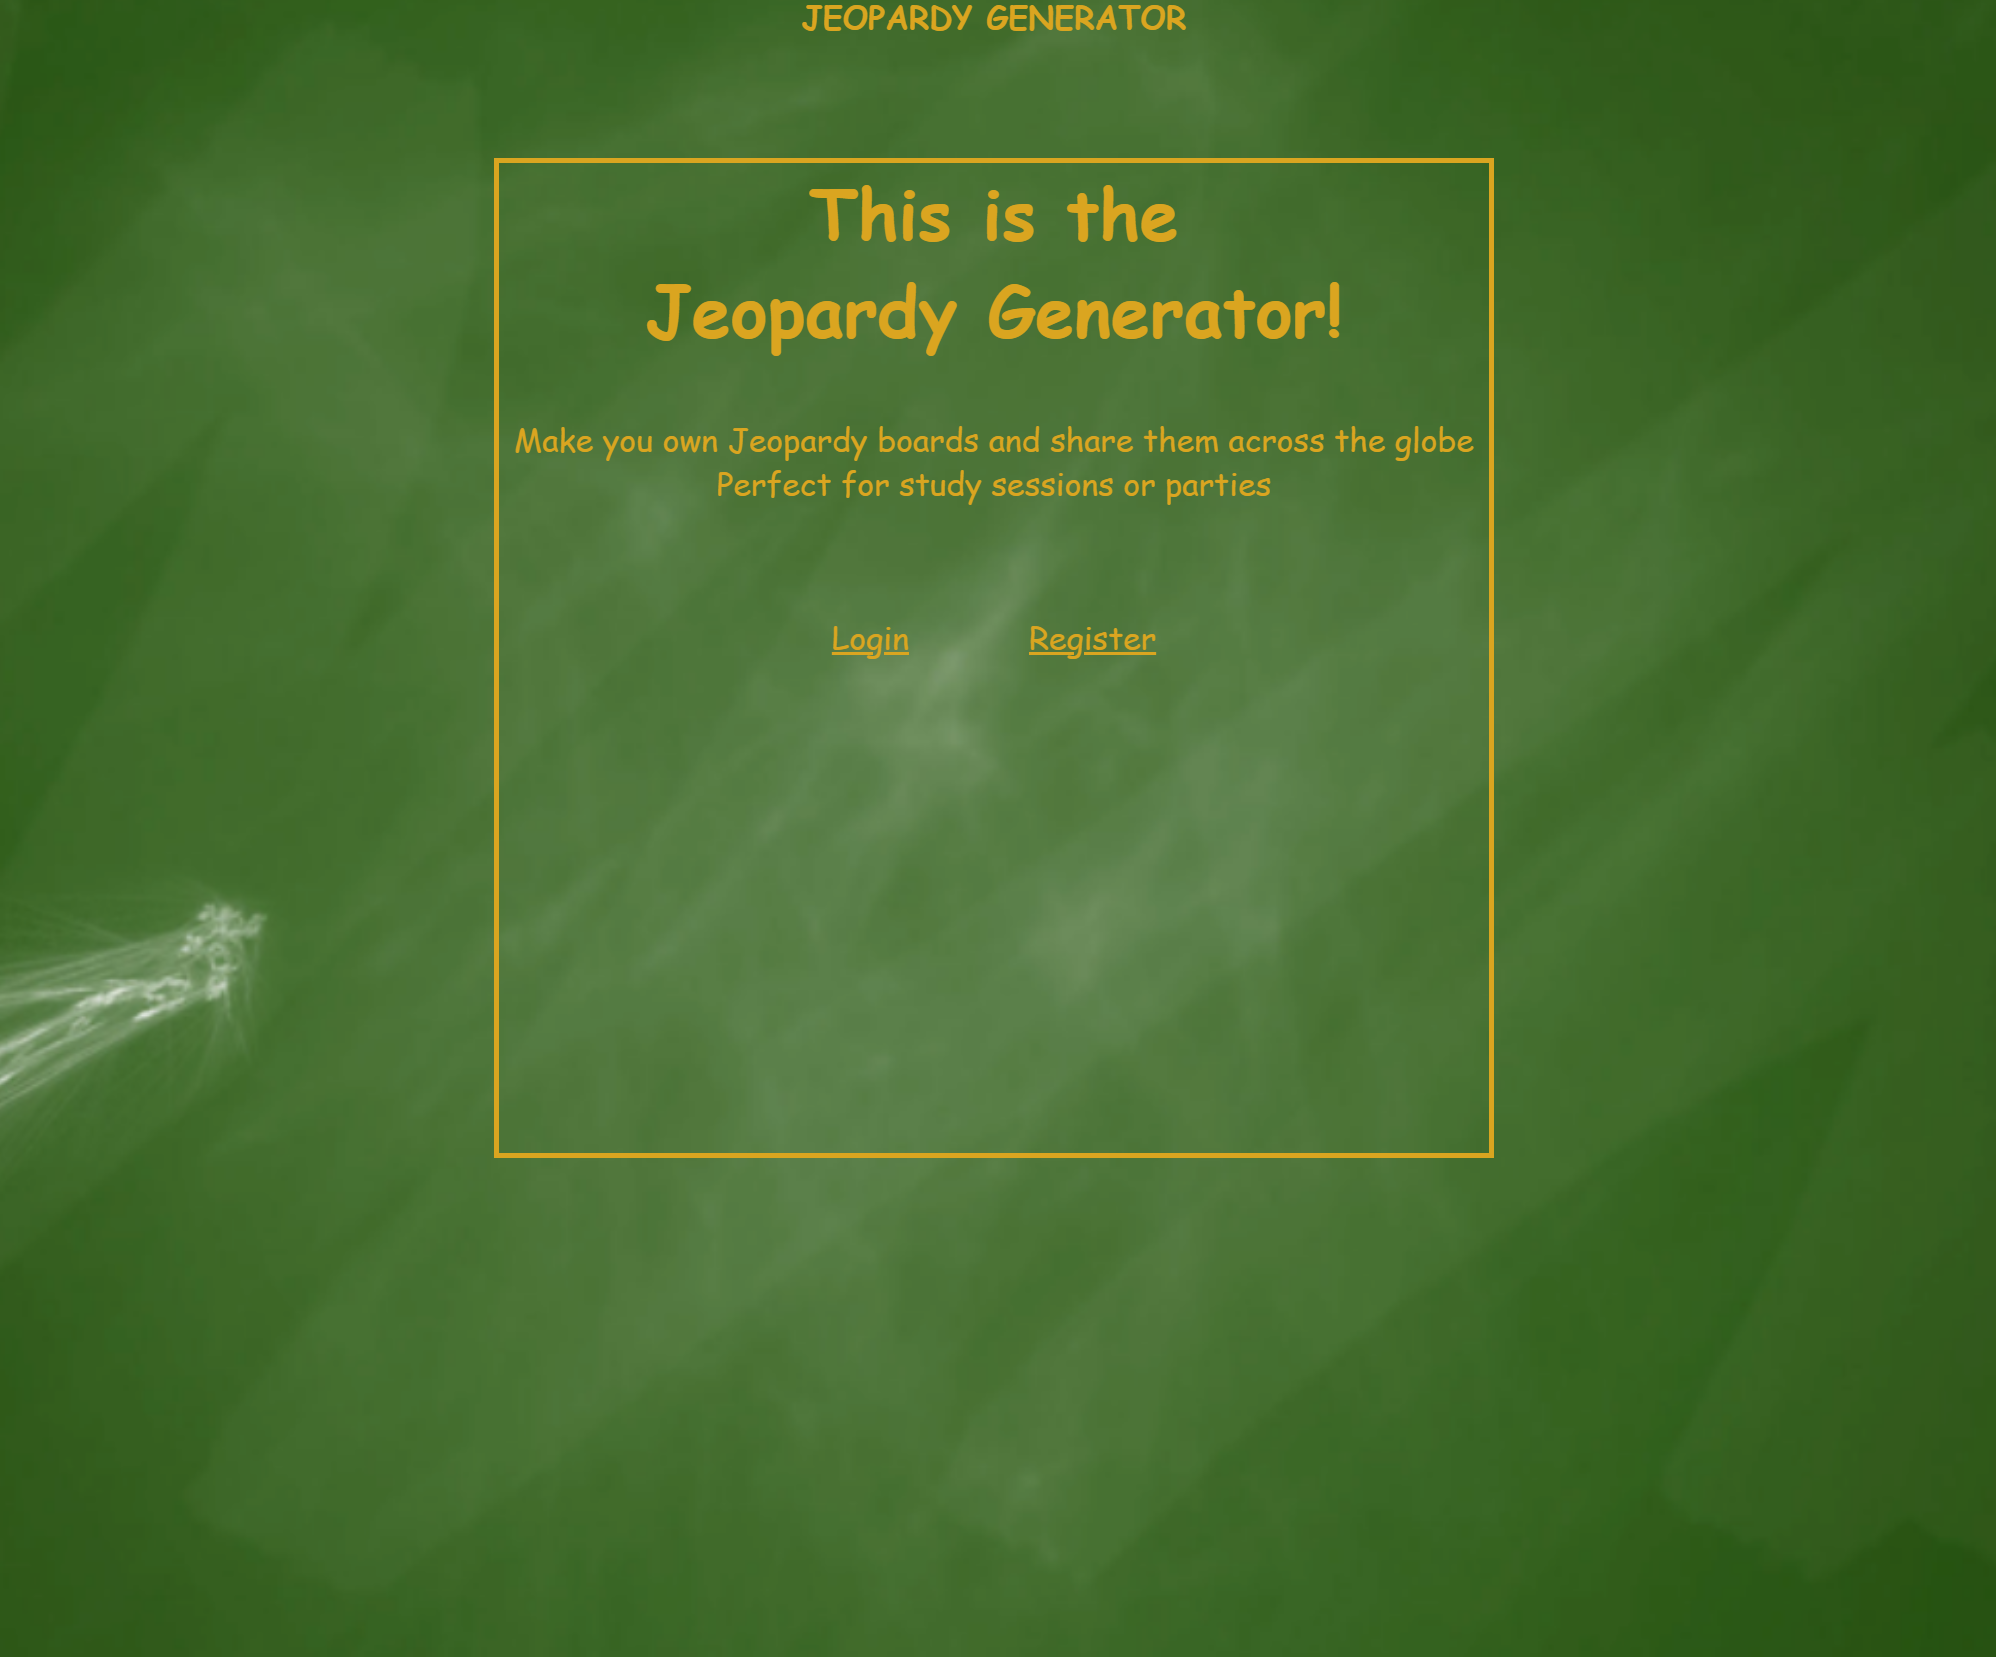 JEOPARDY GENERATOR
This is the
Jeopardy Generator!
Make you own Jeopardy boards and share them across the globe
Perfect for study sessions or parties
Login Register